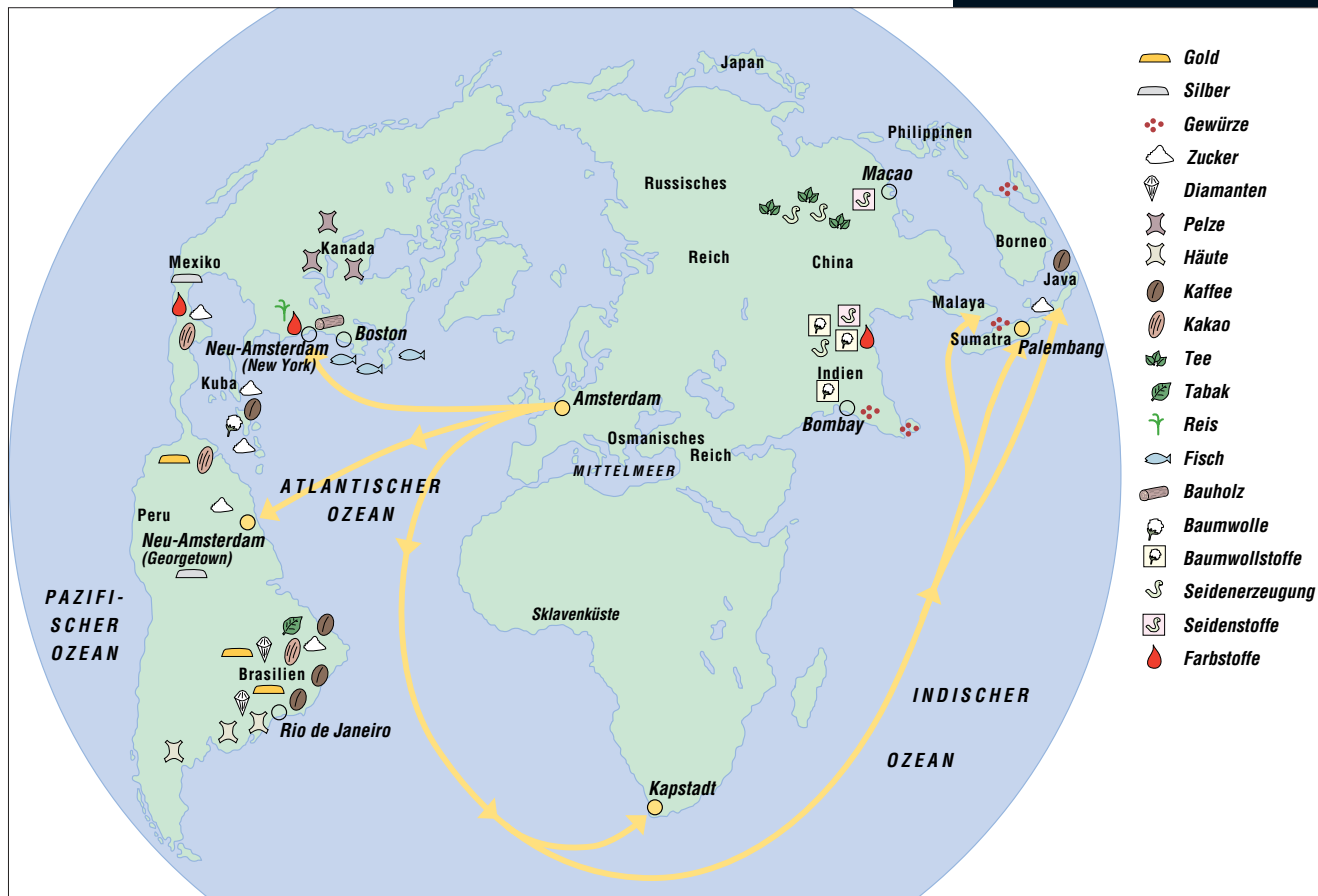 Japan
Philippinen
Macao
Russisches
Reich
China
Borneo
Java
Malaya
Sumatra
Palembang
Kanada
Mexiko
Boston
Neu-Amsterdam
(New York)
Kuba
Indien
Bombay
Amsterdam
Osmanisches
Reich
MITTELMEER
ATLANTISCHER
OZEAN
Peru
Neu-Amsterdam
(Georgetown)
PAZIFI-
SCHER
OZEAN
Sklavenküste
Brasilien
Rio de Janeiro
INDISCHER
OZEAN
Kapstadt
Gold
Silber
Gewürze
Zucker
Diamanten
Pelze
Häute
Kaffee
Kakao
Tee
Tabak
Reis
Fisch
Bauholz
Baumwolle
Baumwollstoffe
Seidenerzeugung
Seidenstoffe
Farbstoffe